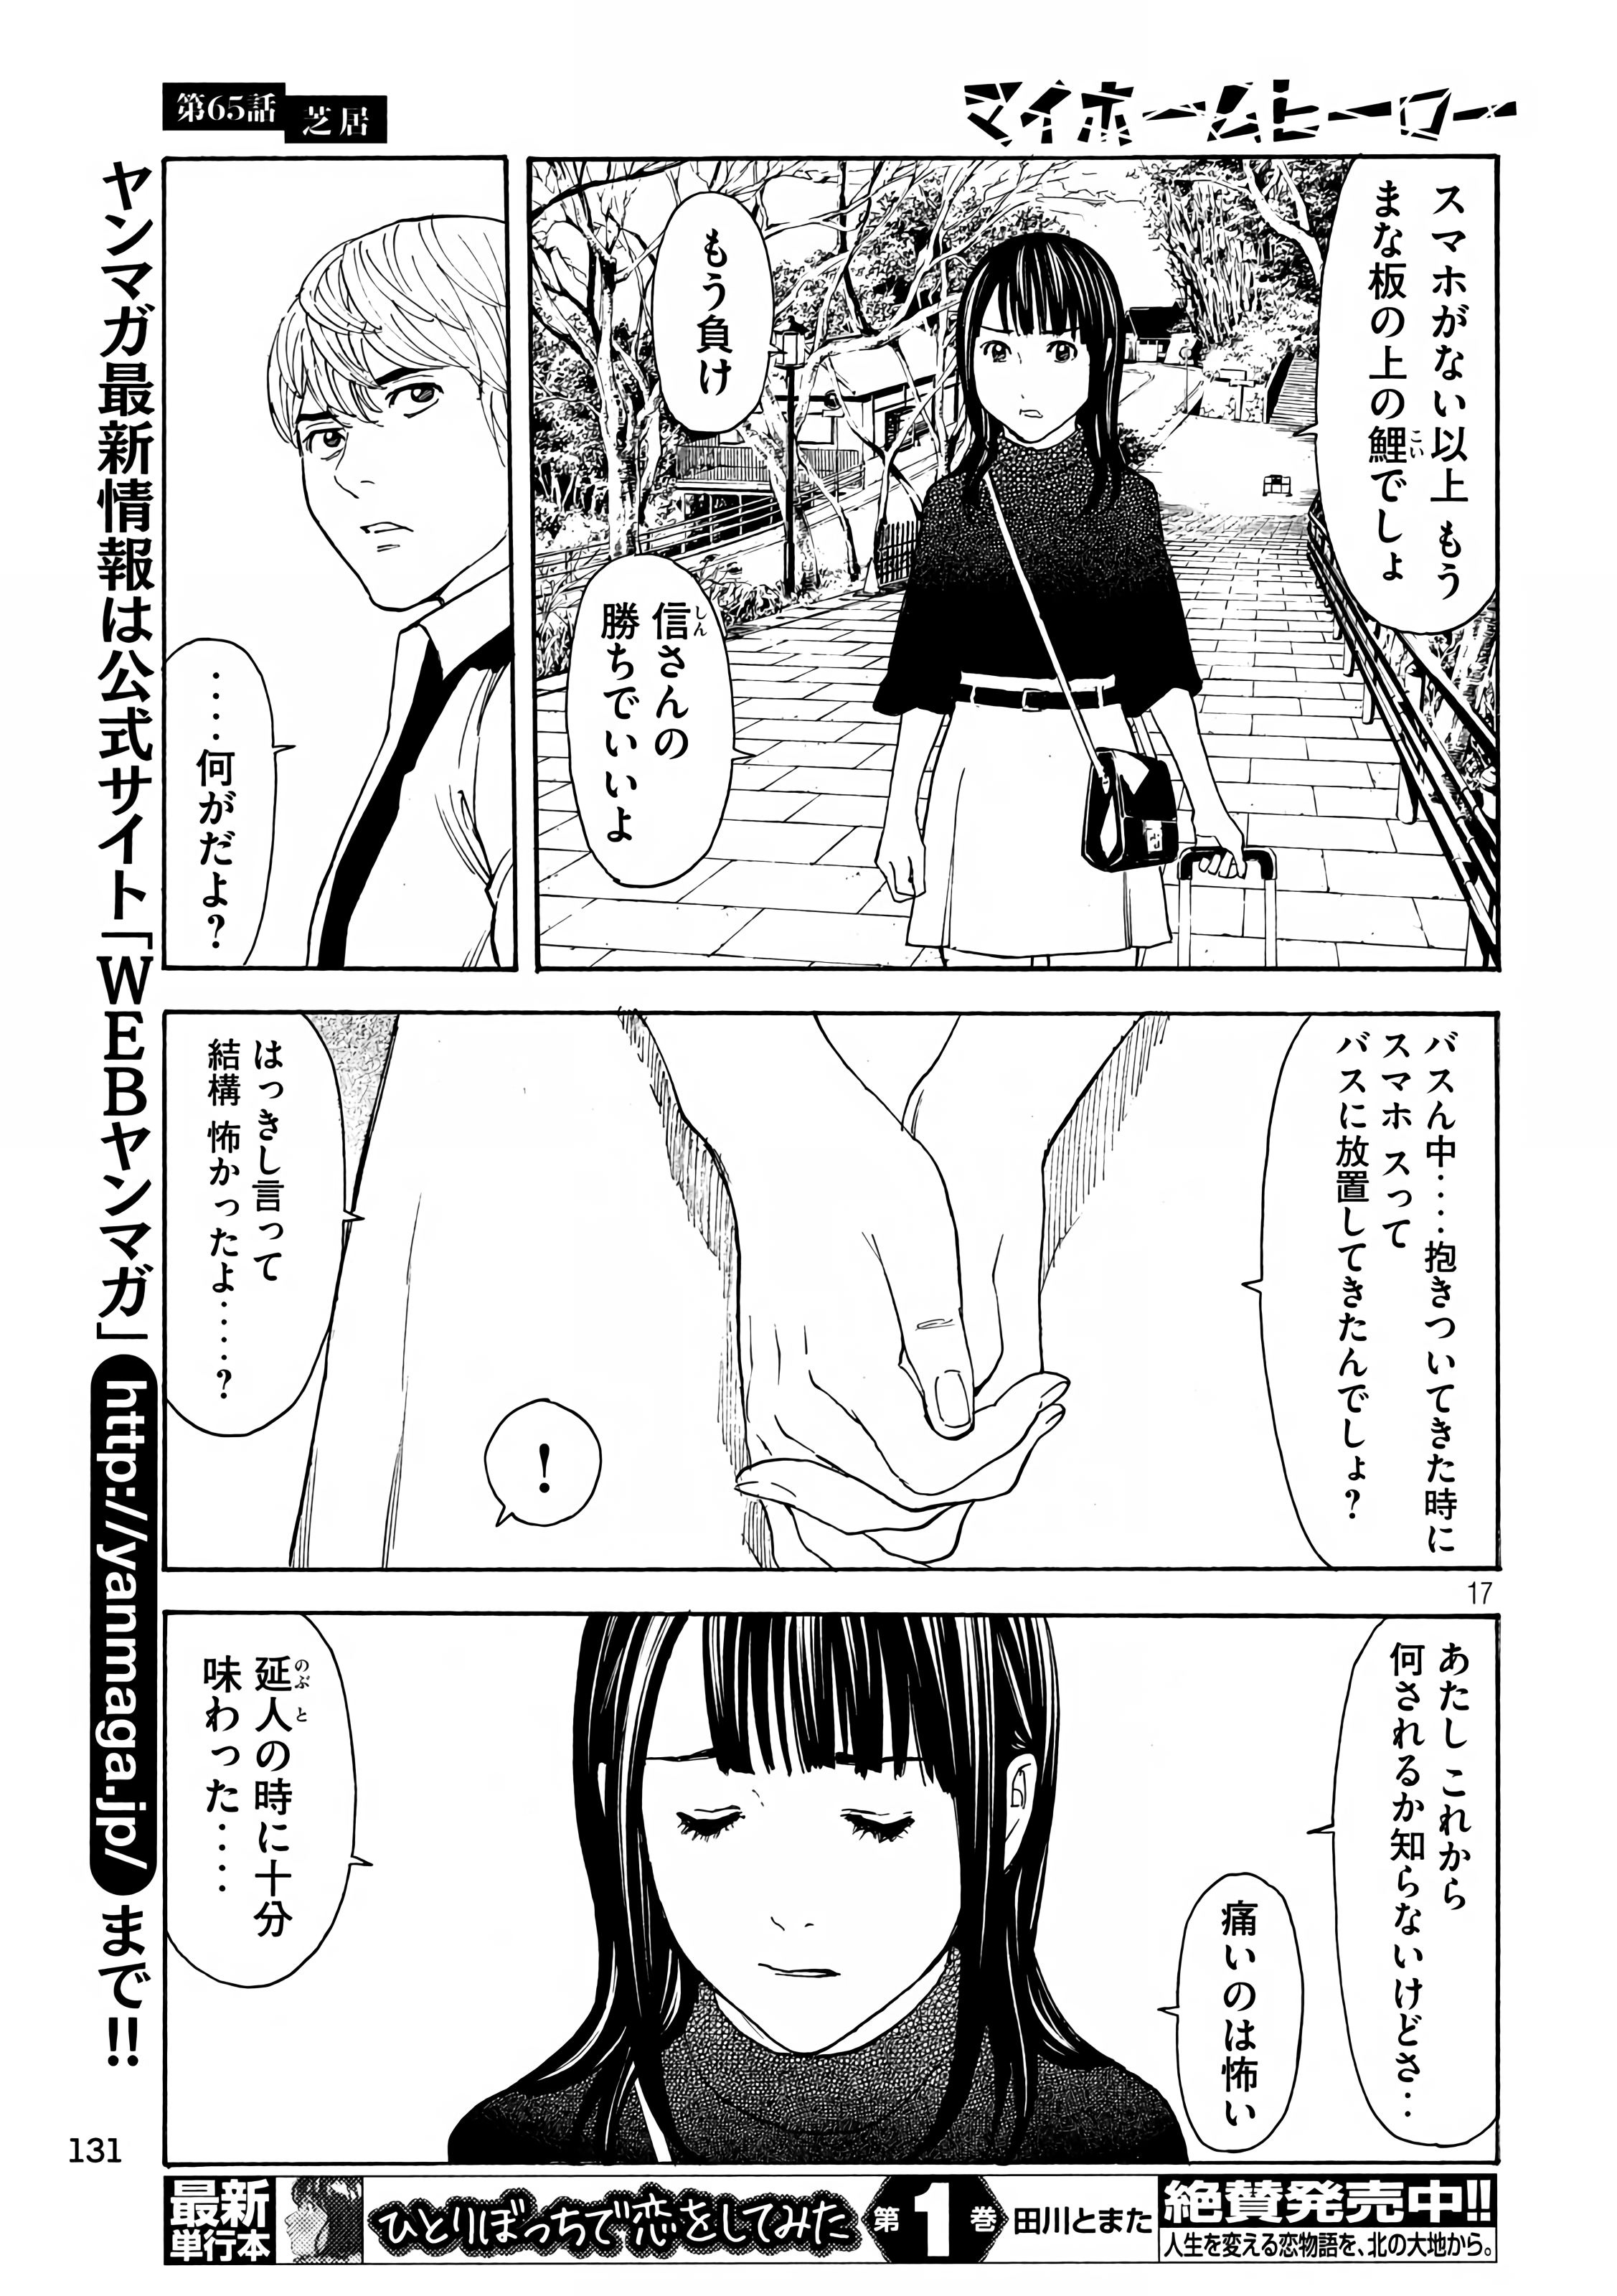 マイホームヒーロー
第65話
芝居
スマホがない以上 もう
まな板の上の鯉でしょ
こい
もう負け
信さんの
しん
勝ちでいいよ
‥‥何がだよ?
バスん中‥‥抱きついてきた時に
スマホ スって
バスに放置してきたんでしょ?
!
はっきし言って
結構 怖かったよ‥‥?
17
あたし これから
何されるか知らないけどさ‥
痛いのは怖い
延人の時に十分
のぶと
味わった‥‥
ヤンマガ最新情報は公式サイト「WEBヤンマガ」http://yanmaga.jp/まで!!
131
最新
単行本
ひとりぼっちで恋をしてみた
第1巻
田川とまた
絶賛発売中!!
人生を変える恋物語を、北の大地から。